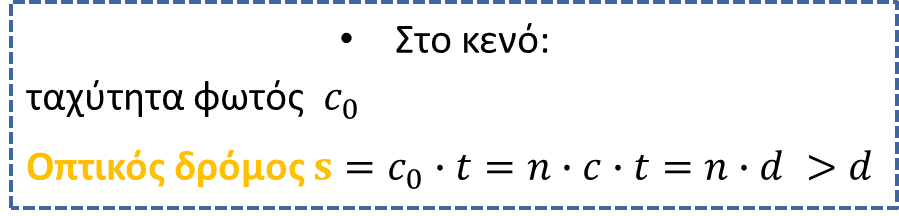 • Στο κενό:
ταχύτητα φωτός c₀
Οπτικός δρόμος s = c₀ · t = n · c · t = n · d > d